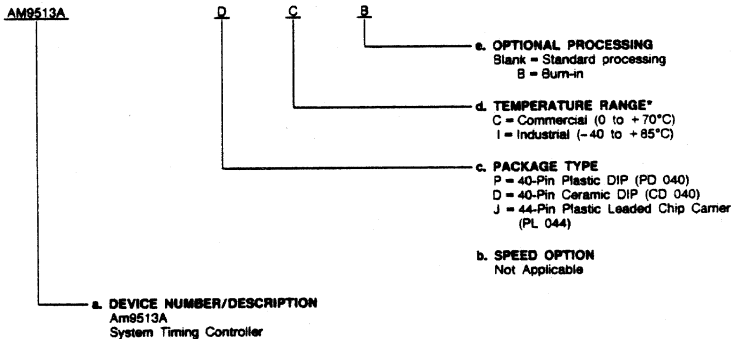 AM9513A D C B
e. OPTIONAL PROCESSING
Blank = Standard processing
B = Burn-in
d. TEMPERATURE RANGE*
C = Commercial (0 to +70°C)
I = Industrial (-40 to +85°C)
c. PACKAGE TYPE
P = 40-Pin Plastic DIP (PD 040)
D = 40-Pin Ceramic DIP (CD 040)
J = 44-Pin Plastic Leaded Chip Carrier
(PL 044)
b. SPEED OPTION
Not Applicable
a. DEVICE NUMBER/DESCRIPTION
Am9513A
System Timing Controller